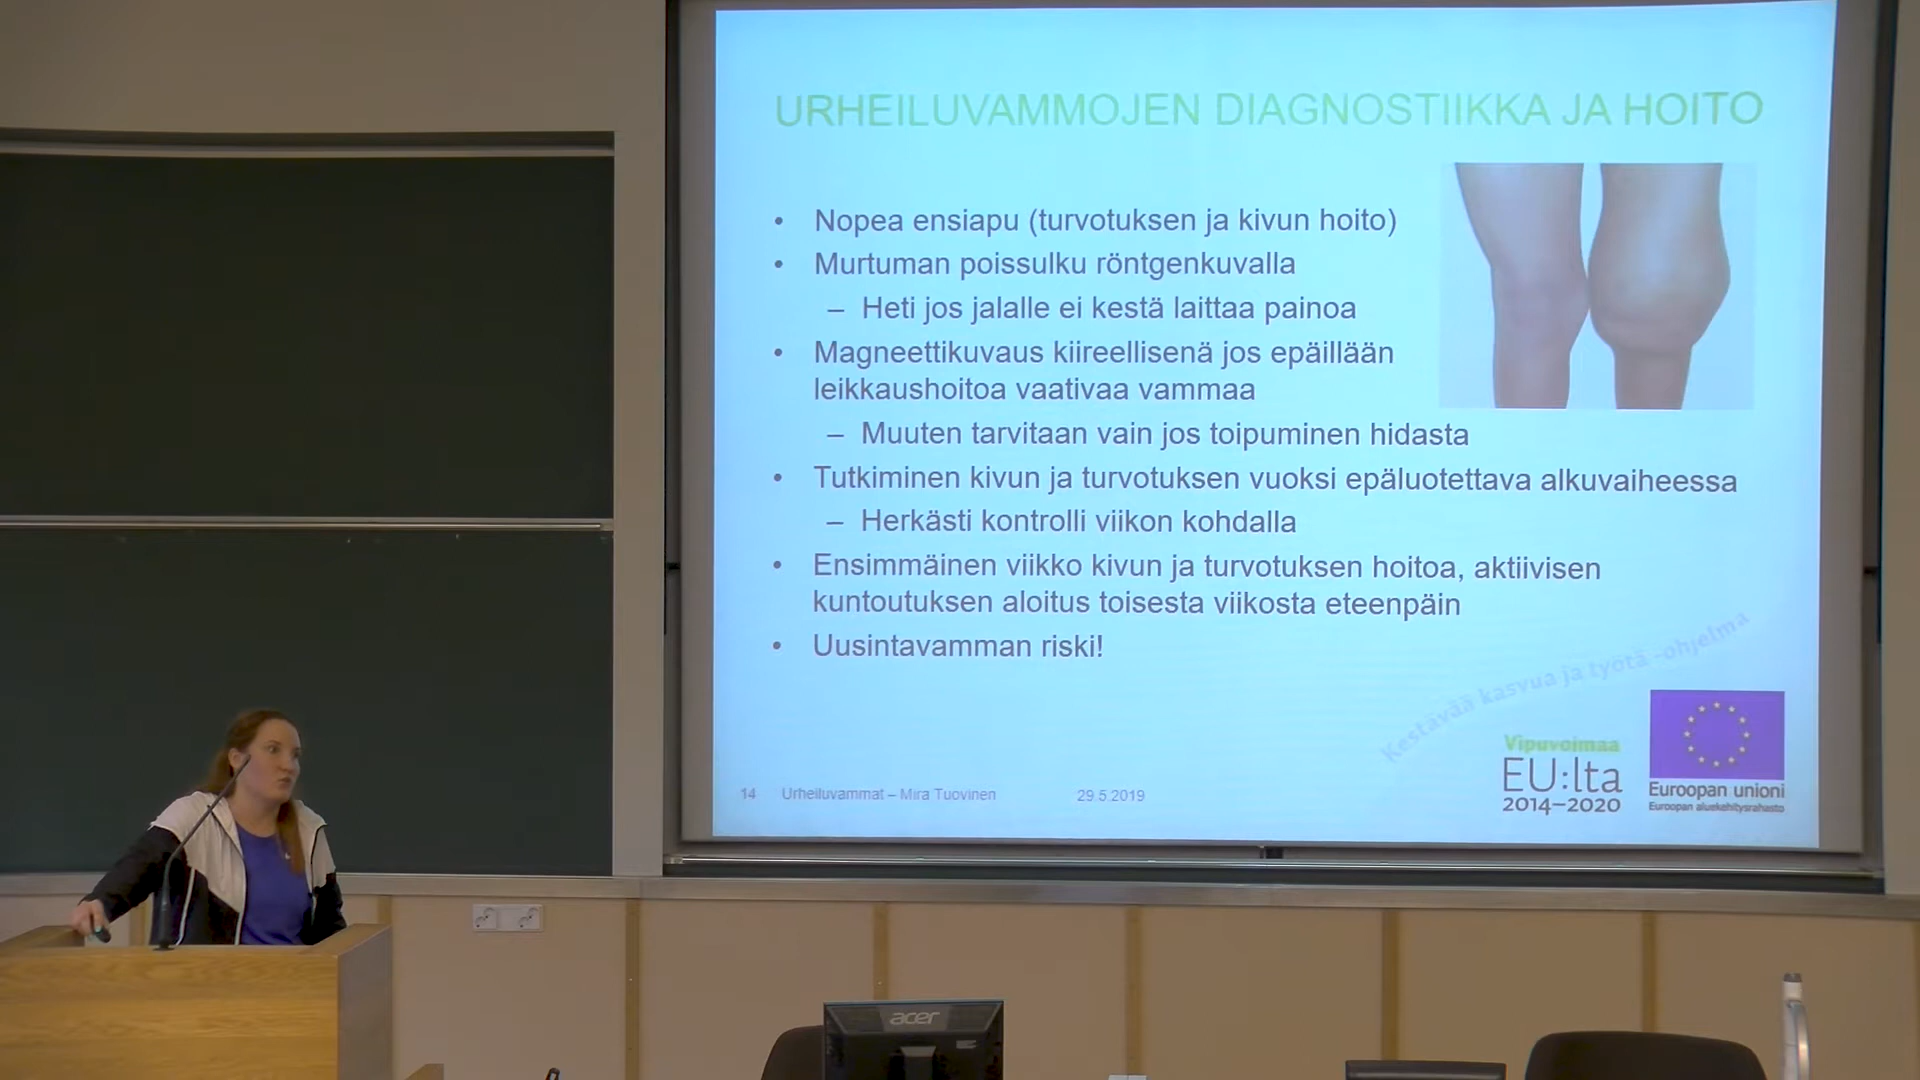 URHEILUVAMMOJEN DIAGNOSTIIKKA JA HOITO
• Nopea ensiapu (turvotuksen ja kivun hoito)
• Murtuman poissulku röntgenkuvalla
– Heti jos jalalle ei kestä laittaa painoa
• Magneettikuvaus kiireellisenä jos epäillään
leikkaushoitoa vaativaa vammaa
– Muuten tarvitaan vain jos toipuminen hidasta
• Tutkiminen kivun ja turvotuksen vuoksi epäluotettava alkuvaiheessa
– Herkästi kontrolli viikon kohdalla
• Ensimmäinen viikko kivun ja turvotuksen hoitoa, aktiivisen
kuntoutuksen aloitus toisesta viikosta eteenpäin
• Uusintavamman riski!
Kestävää kasvua ja työtä -ohjelma
Vipuvoimaa
EU:lta
2014–2020
Euroopan unioni
Euroopan aluekehitysrahasto
14 Urheiluvammat – Mira Tuovinen 29.5.2019
acer